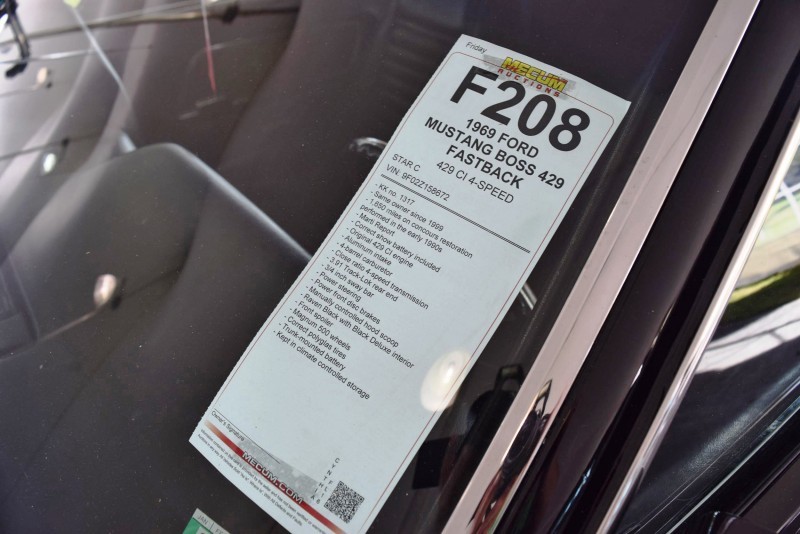 Friday
MECUM
AUCTIONS
F208
1969 FORD
MUSTANG BOSS 429
FASTBACK
429 CI 4-SPEED
STAR C
VIN: 9F02Z158672
- KK no. 1317
- Same owner since 1999
- 1,650 miles on concours restoration
performed in the early 1990s
- Marti Report
- Correct show battery included
- Original 429 CI engine
- Aluminum intake
- 4-barrel carburetor
- Close ratio 4-speed transmission
- 3.91 Track-Lok rear end
- 3/4 inch sway bar
- Power steering
- Power front disc brakes
- Manually controlled hood scoop
- Raven Black with Black Deluxe interior
- Front spoiler
- Magnum 500 wheels
- Correct polyglas tires
- Trunk-mounted battery
- Kept in climate controlled storage
Owner's Signature
MECUM.COM
JAN